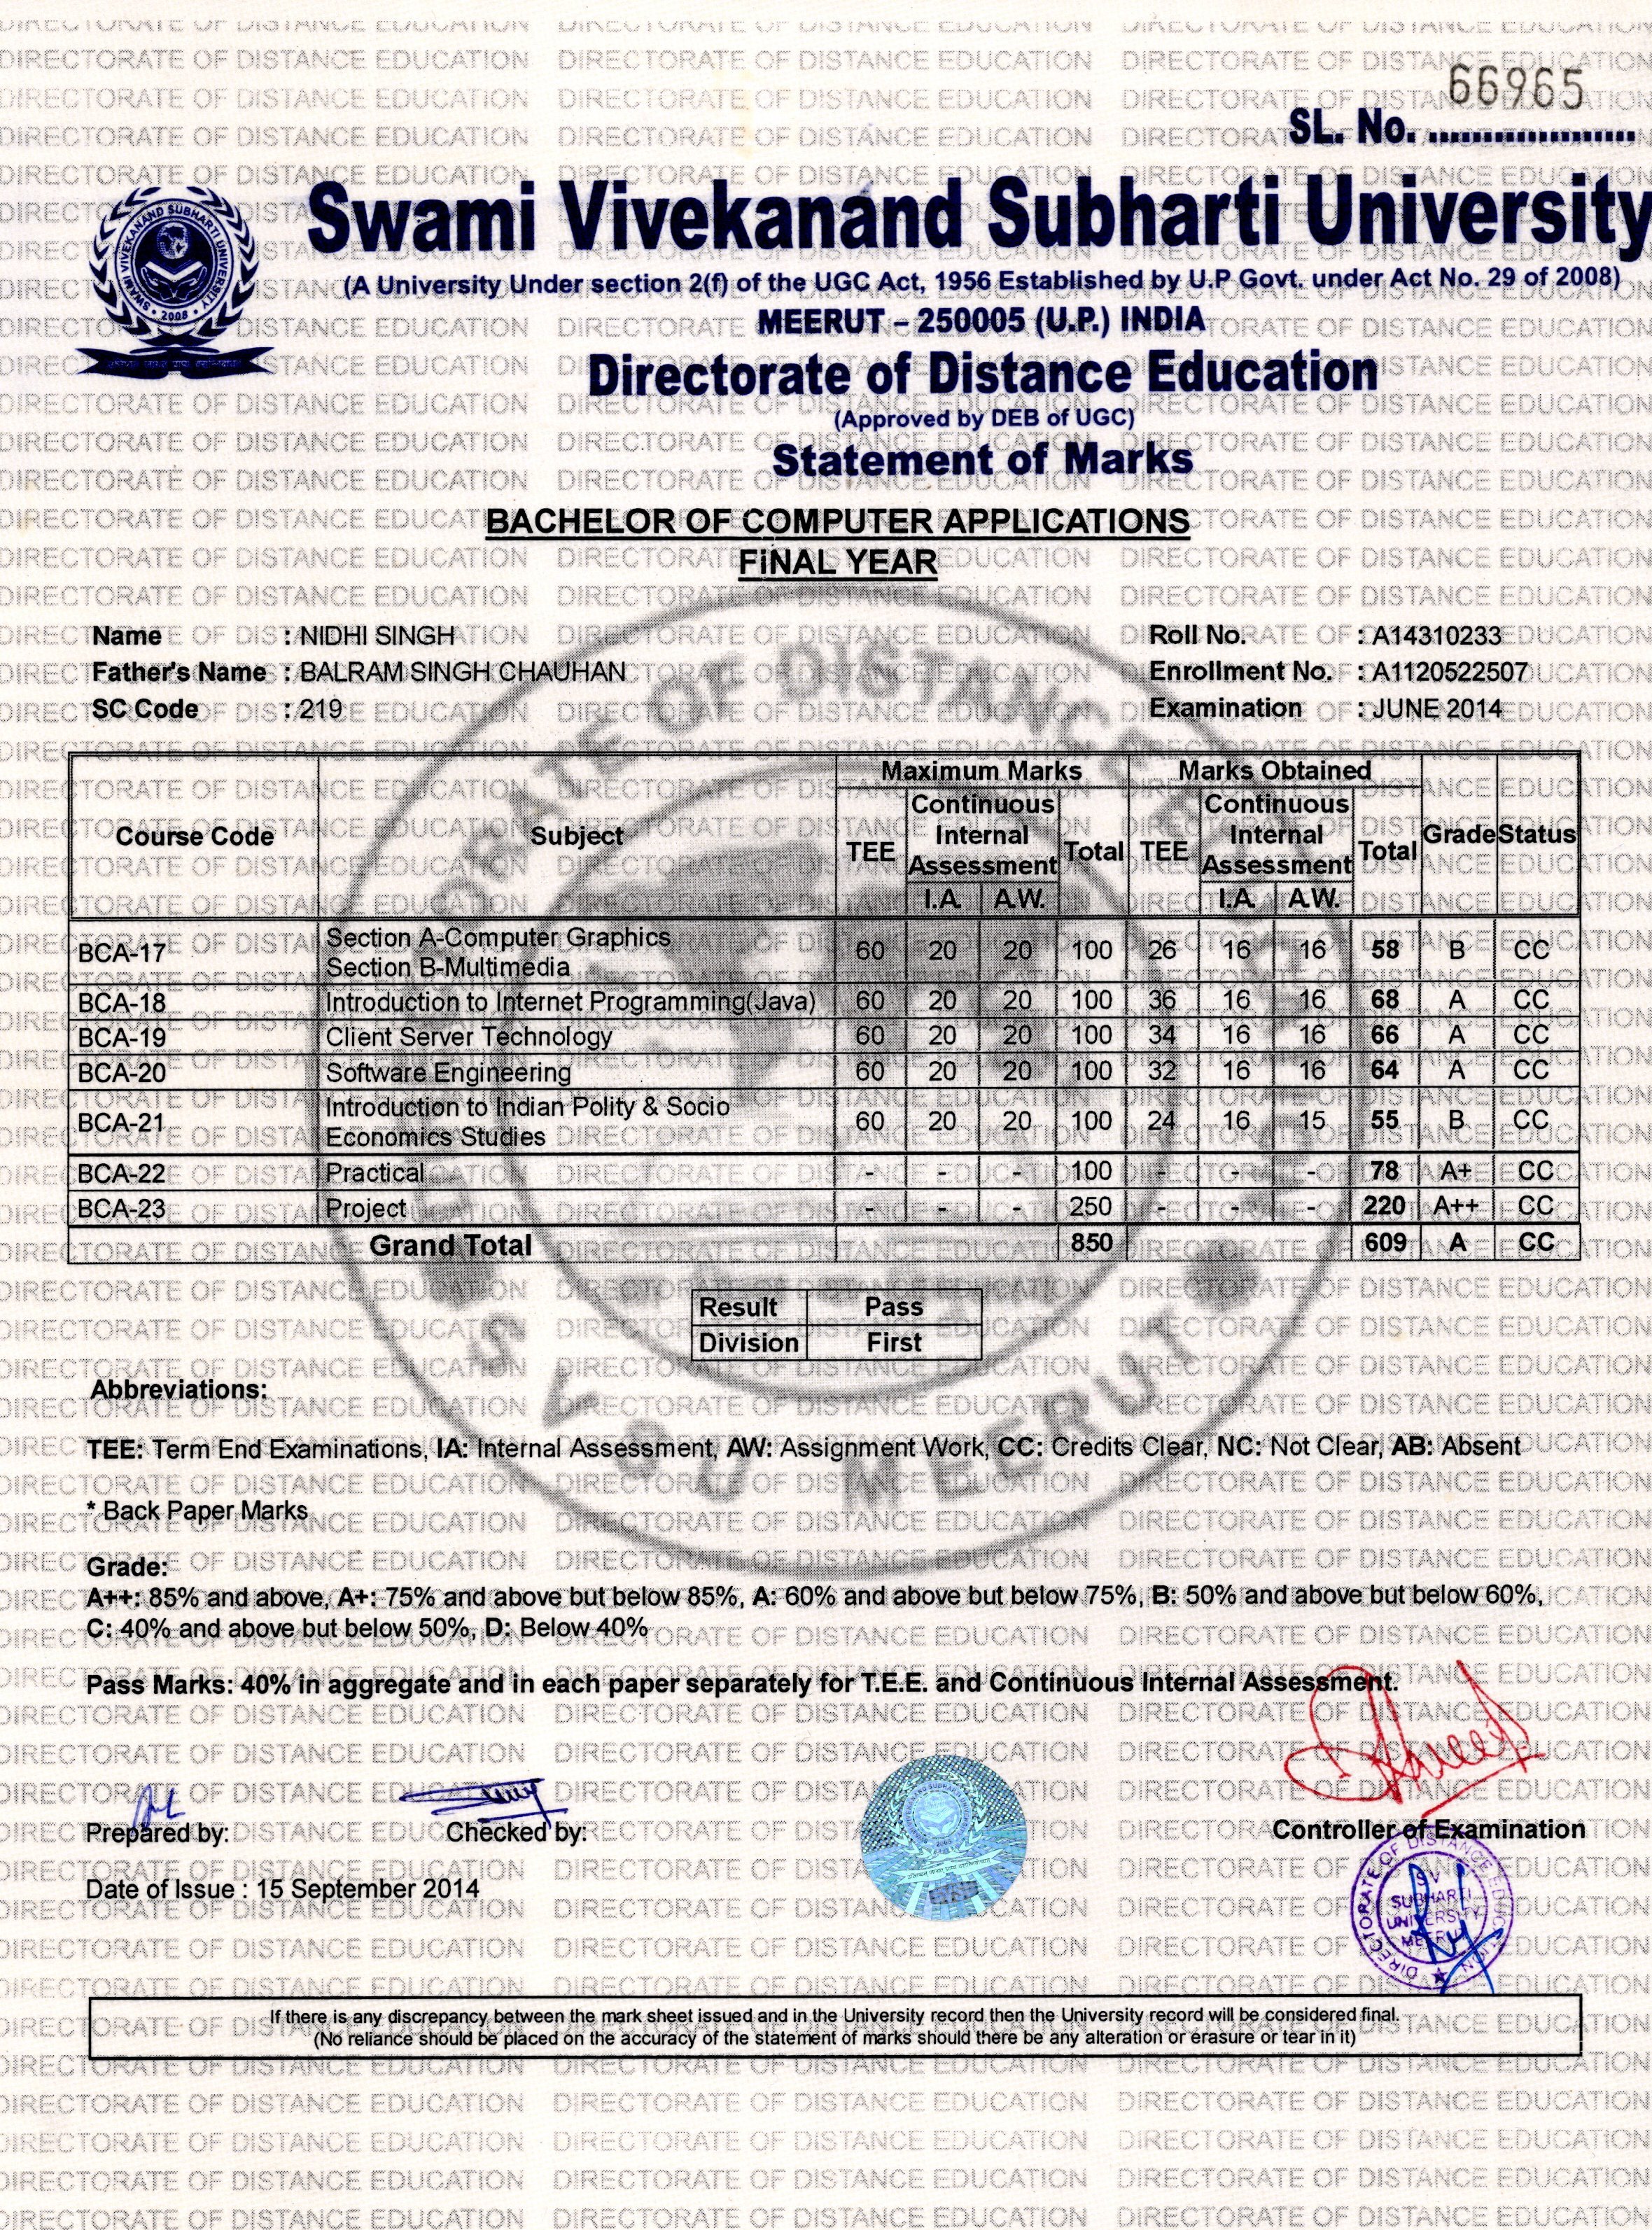 66965
SL. No. ....................
Swami Vivekanand Subharti University
(A University Under section 2(f) of the UGC Act, 1956 Established by U.P Govt. under Act No. 29 of 2008)
MEERUT – 250005 (U.P.) INDIA
Directorate of Distance Education
(Approved by DEB of UGC)
Statement of Marks
BACHELOR OF COMPUTER APPLICATIONS
FINAL YEAR
Name : NIDHI SINGH Roll No. : A14310233
Father's Name : BALRAM SINGH CHAUHAN Enrollment No. : A1120522507
SC Code : 219 Examination : JUNE 2014
Course Code Subject Maximum Marks Marks Obtained Grade Status
TEE Continuous Internal Assessment Total TEE Continuous Internal Assessment Total
I.A. A.W. I.A. A.W.
BCA-17 Section A-Computer Graphics Section B-Multimedia 60 20 20 100 26 16 16 58 B CC
BCA-18 Introduction to Internet Programming(Java) 60 20 20 100 36 16 16 68 A CC
BCA-19 Client Server Technology 60 20 20 100 34 16 16 66 A CC
BCA-20 Software Engineering 60 20 20 100 32 16 16 64 A CC
BCA-21 Introduction to Indian Polity & Socio Economics Studies 60 20 20 100 24 16 15 55 B CC
BCA-22 Practical - - - 100 - - - 78 A+ CC
BCA-23 Project - - - 250 - - - 220 A++ CC
Grand Total 850 609 A CC
Result Pass
Division First
Abbreviations:
TEE: Term End Examinations, IA: Internal Assessment, AW: Assignment Work, CC: Credits Clear, NC: Not Clear, AB: Absent
* Back Paper Marks
Grade:
A++: 85% and above, A+: 75% and above but below 85%, A: 60% and above but below 75%, B: 50% and above but below 60%,
C: 40% and above but below 50%, D: Below 40%
Pass Marks: 40% in aggregate and in each paper separately for T.E.E. and Continuous Internal Assessment.
Prepared by: Checked by: Controller of Examination
Date of Issue : 15 September 2014
DIRECTORATE OF DISTANCE EDUCATION
S V
SUBHARTI
UNIVERSITY
MEERUT
If there is any discrepancy between the mark sheet issued and in the University record then the University record will be considered final.
(No reliance should be placed on the accuracy of the statement of marks should there be any alteration or erasure or tear in it)